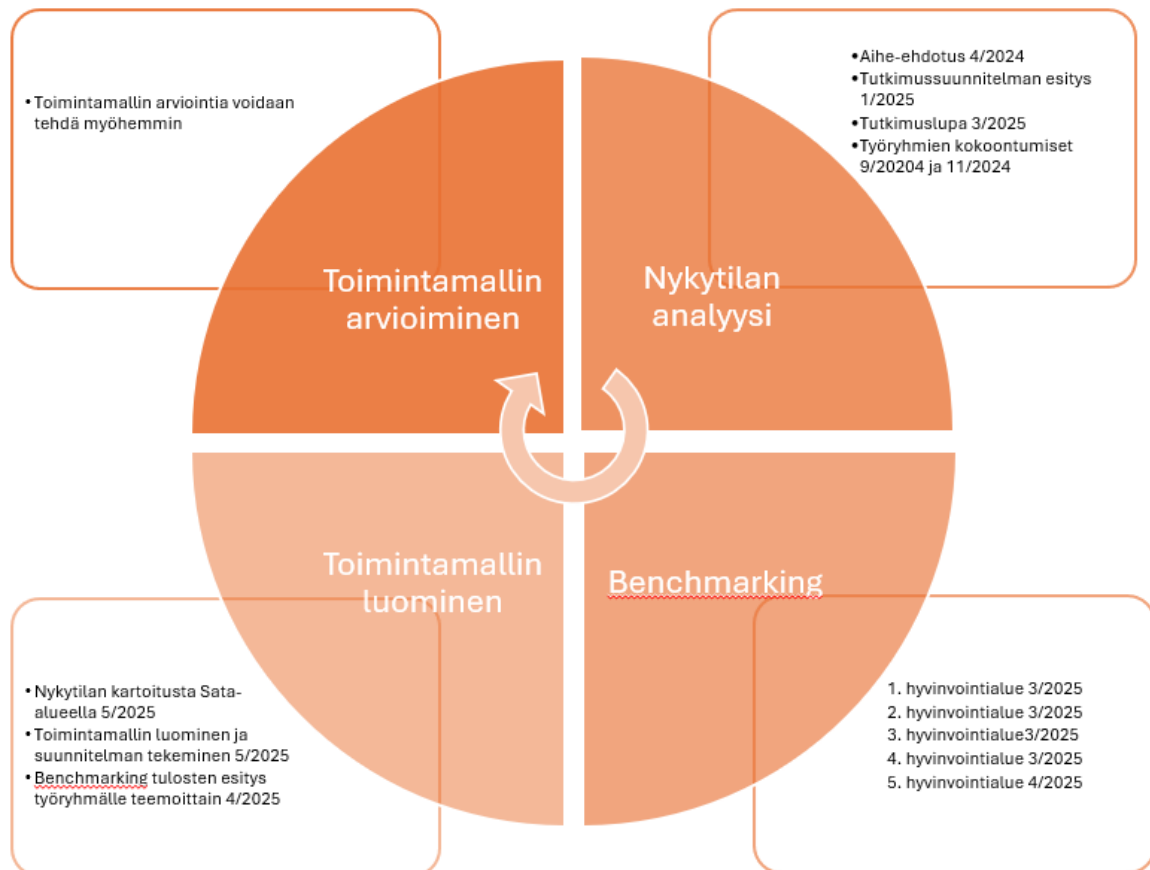 • Toimintamallin arviointia voidaan
tehdä myöhemmin
•Aihe-ehdotus 4/2024
•Tutkimussuunnitelman esitys
1/2025
•Tutkimuslupa 3/2025
•Työryhmien kokoontumiset
9/20204 ja 11/2024
Toimintamallin
arvioiminen
Nykytilan
analyysi
Toimintamallin
luominen
Benchmarking
• Nykytilan kartoitusta Sata-
alueella 5/2025
• Toimintamallin luominen ja
suunnitelman tekeminen 5/2025
• Benchmarking tulosten esitys
työryhmälle teemoittain 4/2025
1. hyvinvointialue 3/2025
2. hyvinvointialue 3/2025
3. hyvinvointialue3/2025
4. hyvinvointialue 3/2025
5. hyvinvointialue 4/2025